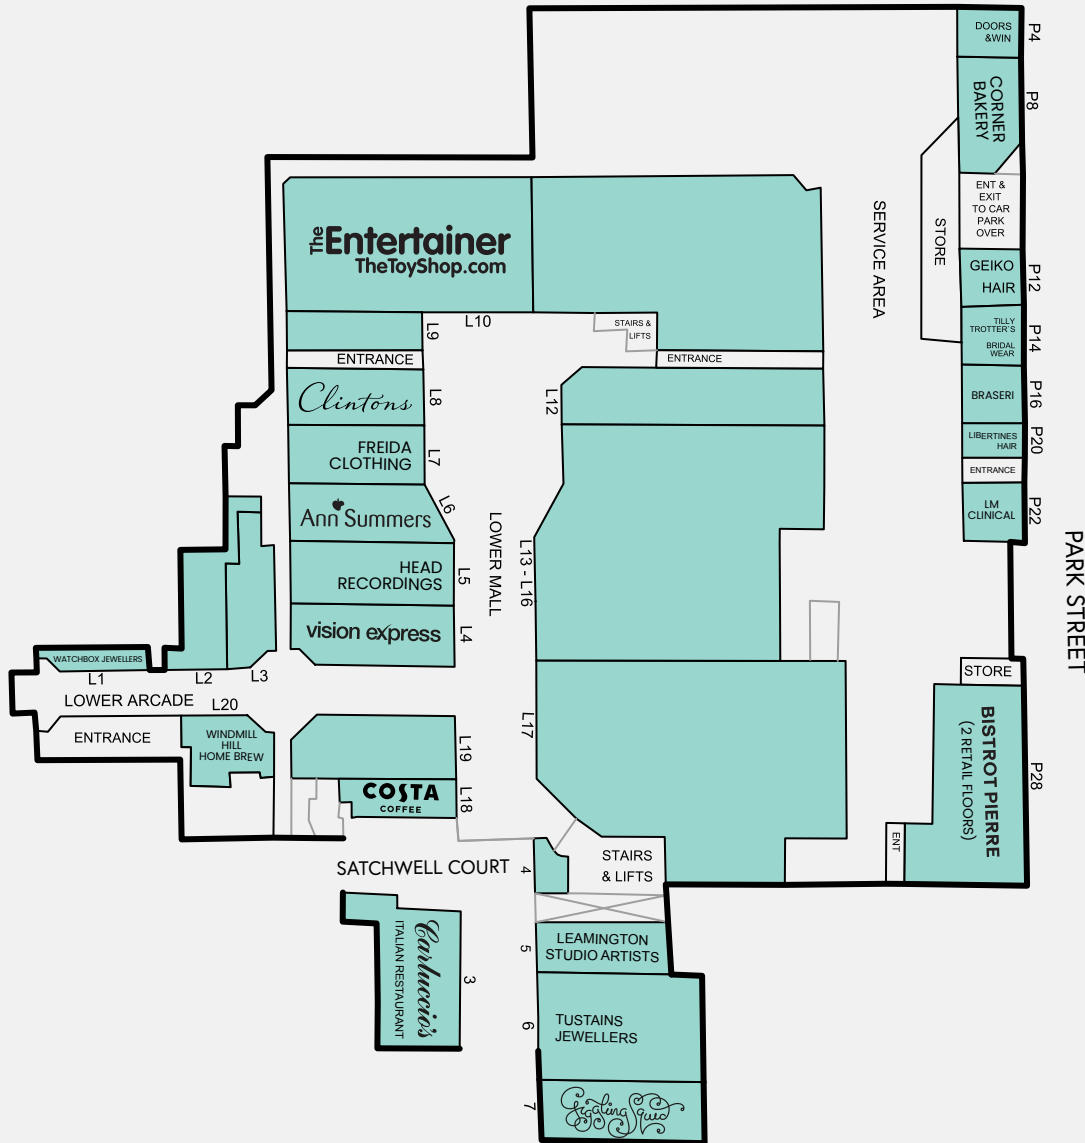 DOORS
&WIN
P4
CORNER
BAKERY
P8
ENT &
EXIT
TO CAR
PARK
OVER
STORE
SERVICE AREA
GEIKO
HAIR
P12
TILLY
TROTTER'S
BRIDAL
WEAR
P14
BRASERI
P16
LIBERTINES
HAIR
P20
ENTRANCE
LM
CLINICAL
P22
PARK STREET
STORE
BISTROT PIERRE
(2 RETAIL FLOORS)
P28
ENT
The Entertainer
TheToyShop.com
L10
L9
STAIRS &
LIFTS
ENTRANCE
ENTRANCE
Clintons
L8
L12
FREIDA
CLOTHING
L7
Ann Summers
L6
LOWER MALL
HEAD
RECORDINGS
L5
L13 - L16
vision express
L4
WATCHBOX JEWELLERS
L1
L2
L3
LOWER ARCADE
L20
ENTRANCE
WINDMILL
HILL
HOME BREW
L19
L17
COSTA
COFFEE
L18
SATCHWELL COURT
4
STAIRS
& LIFTS
Carluccio's
ITALIAN RESTAURANT
3
5
LEAMINGTON
STUDIO ARTISTS
6
TUSTAINS
JEWELLERS
7
Giggling Squid